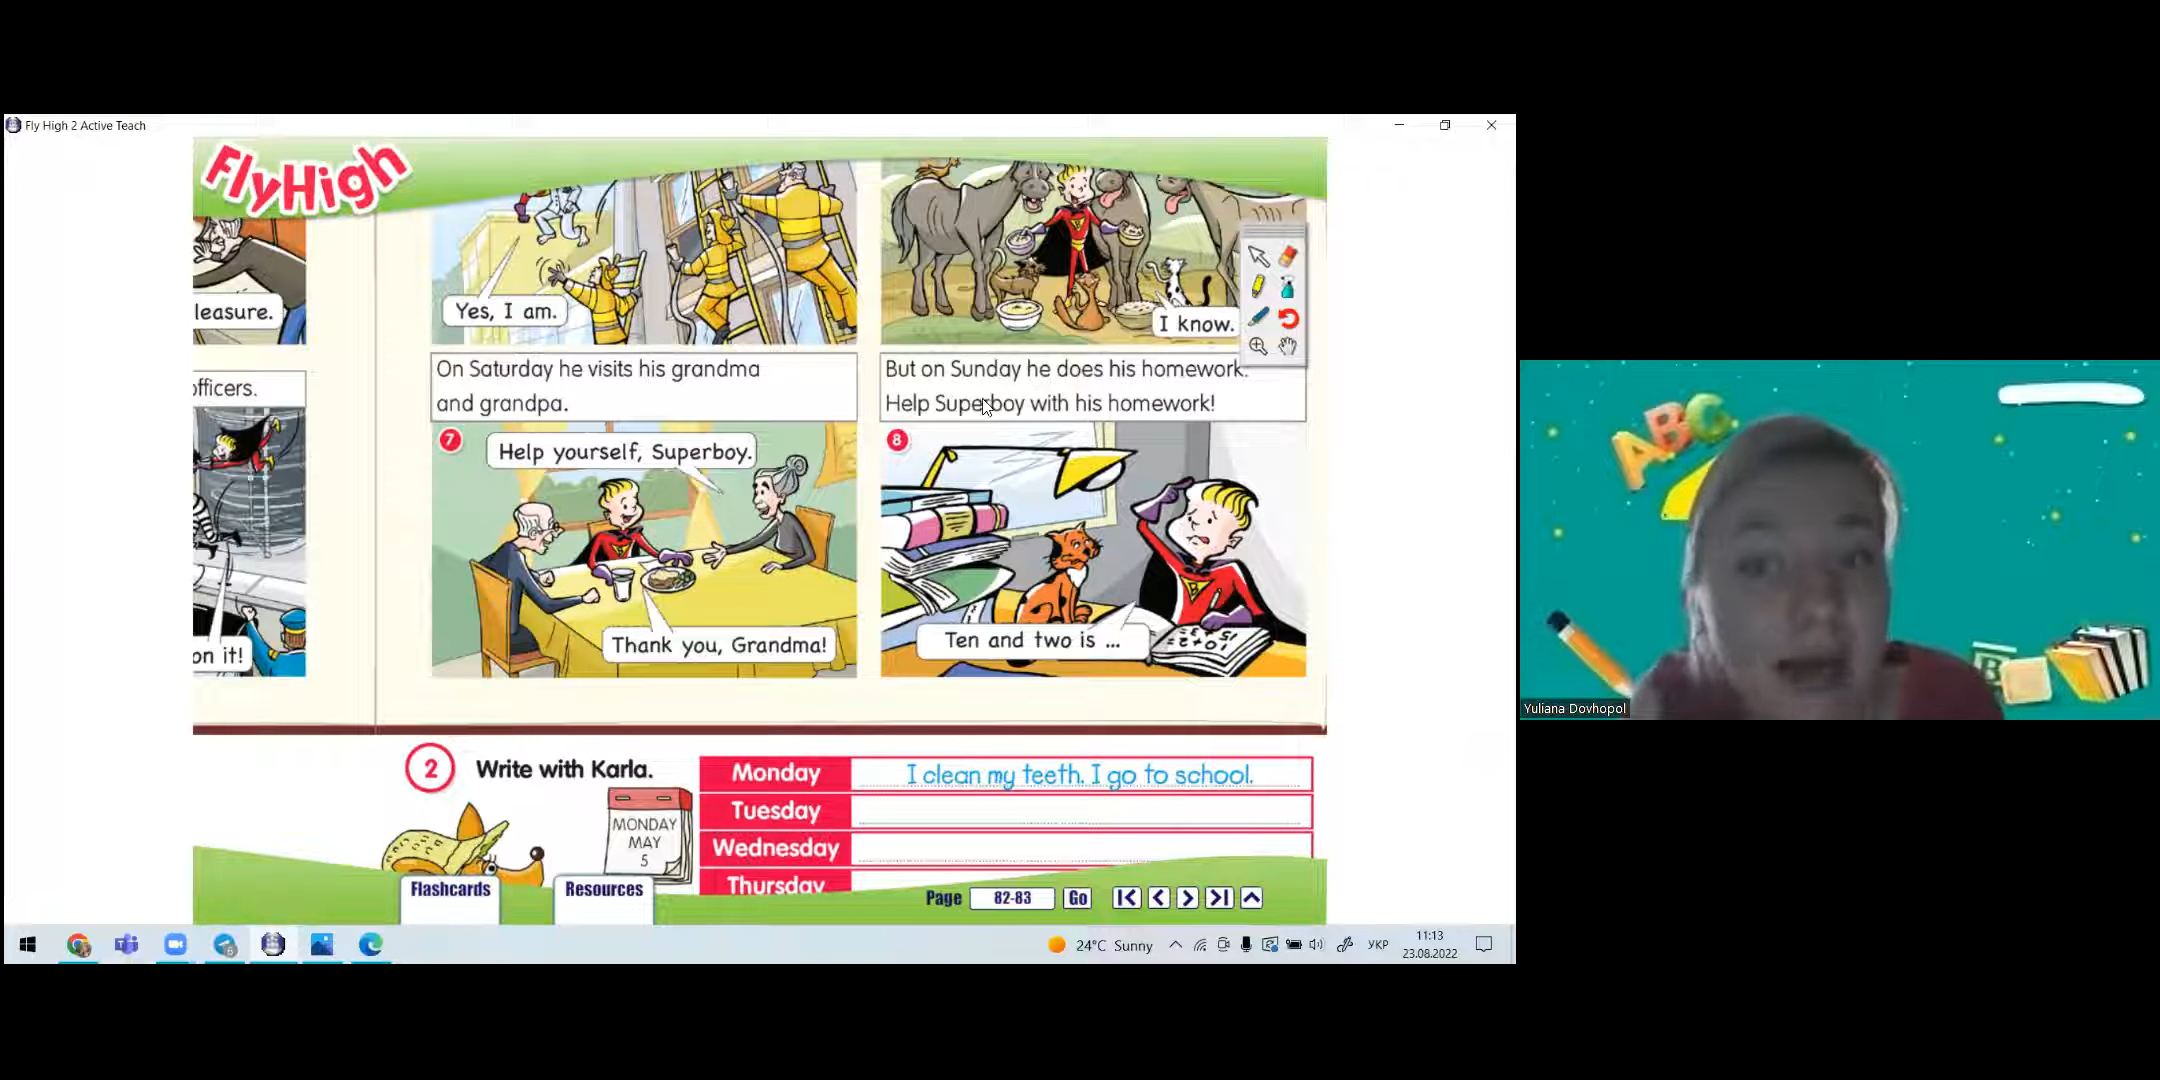 Fly High 2 Active Teach
FlyHigh
leasure.
Yes, I am.
I know.
officers.
On Saturday he visits his grandma
and grandpa.
But on Sunday he does his homework.
Help Superboy with his homework!
7
Help yourself, Superboy.
8
on it!
Thank you, Grandma!
Ten and two is ...
10+2=
ABC
B
Yuliana Dovhopol
2
Write with Karla.
MONDAY
MAY
5
Monday
I clean my teeth. I go to school.
Tuesday
Wednesday
Thursday
Flashcards
Resources
Page
82-83
Go
24°C Sunny
УКР
11:13
23.08.2022